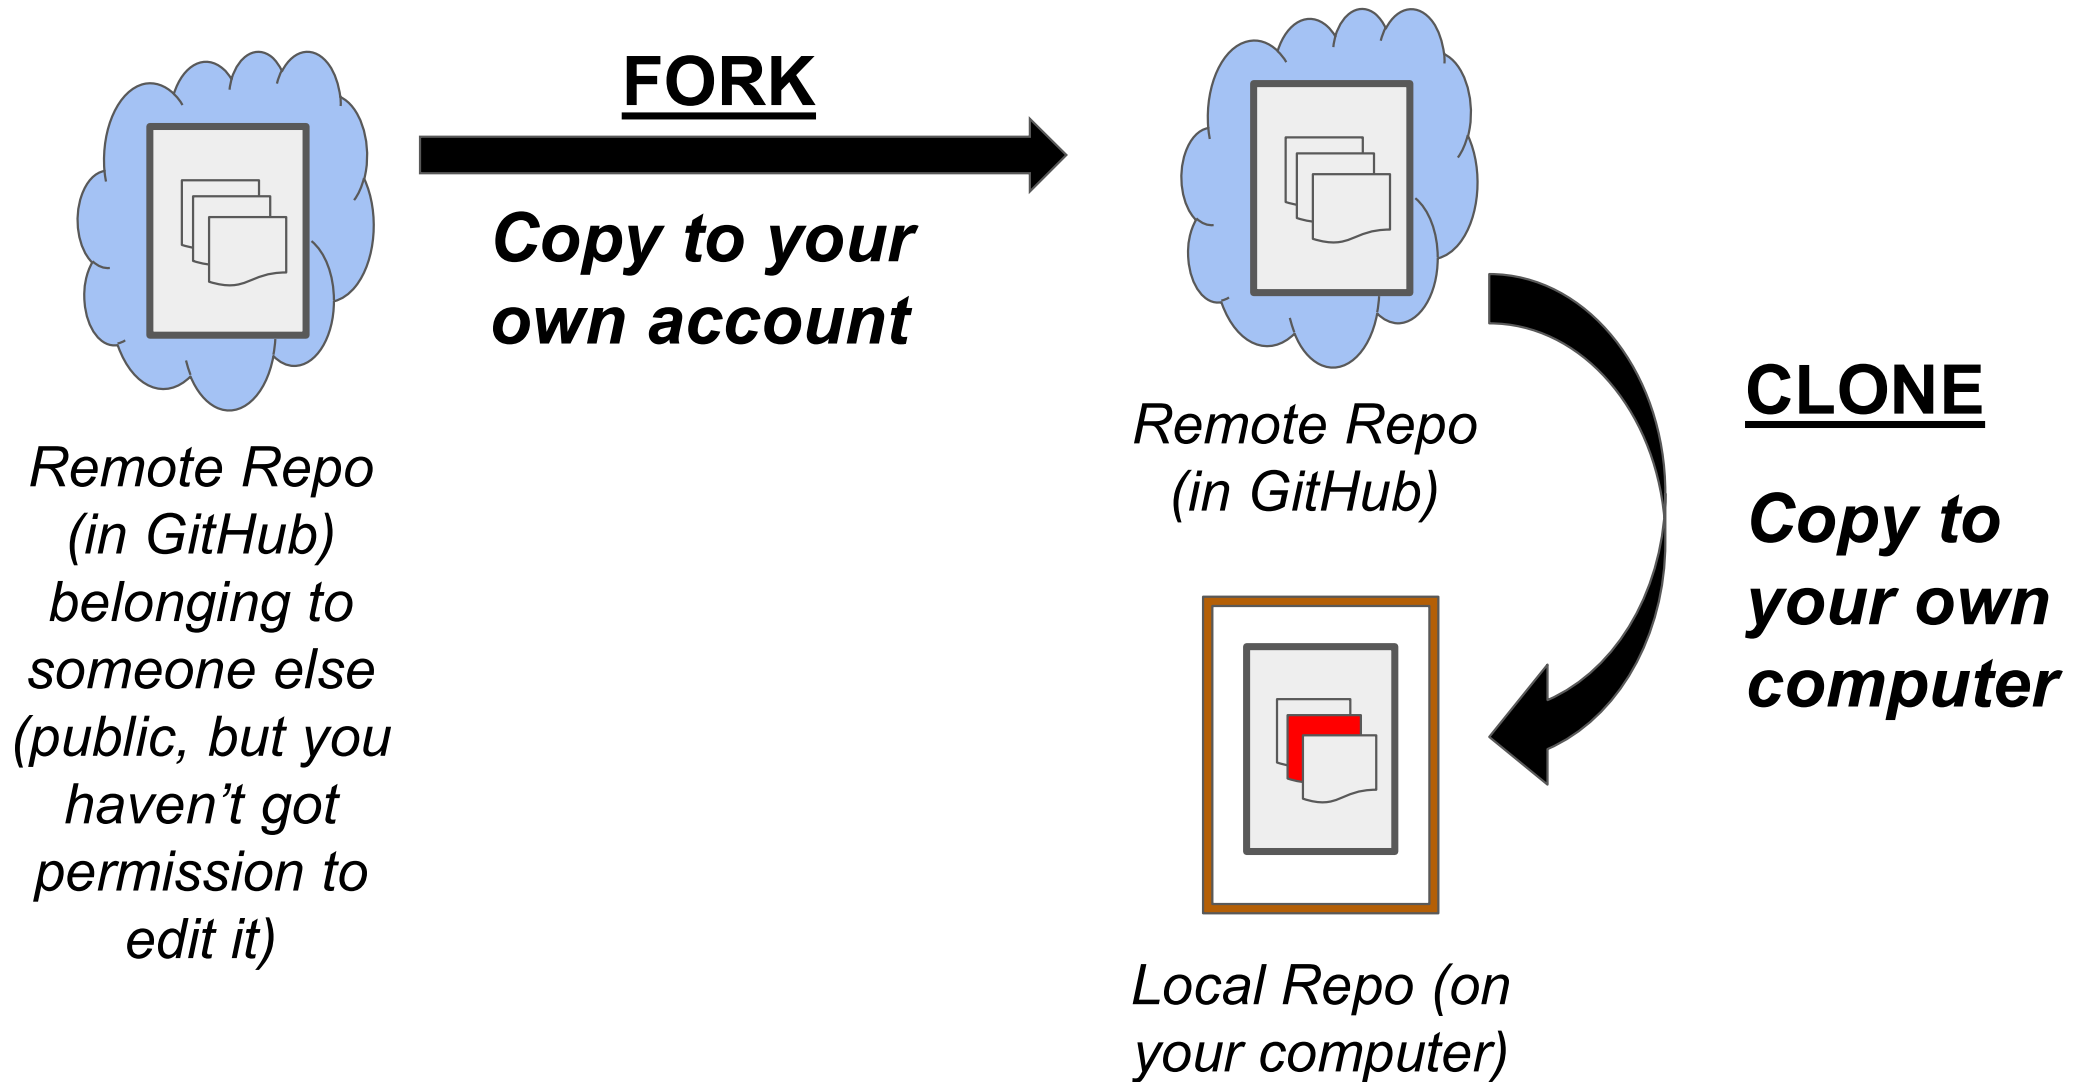 FORK
Copy to your
own account
Remote Repo
(in GitHub)
belonging to
someone else
(public, but you
haven’t got
permission to
edit it)
Remote Repo
(in GitHub)
CLONE
Copy to
your own
computer
Local Repo (on
your computer)